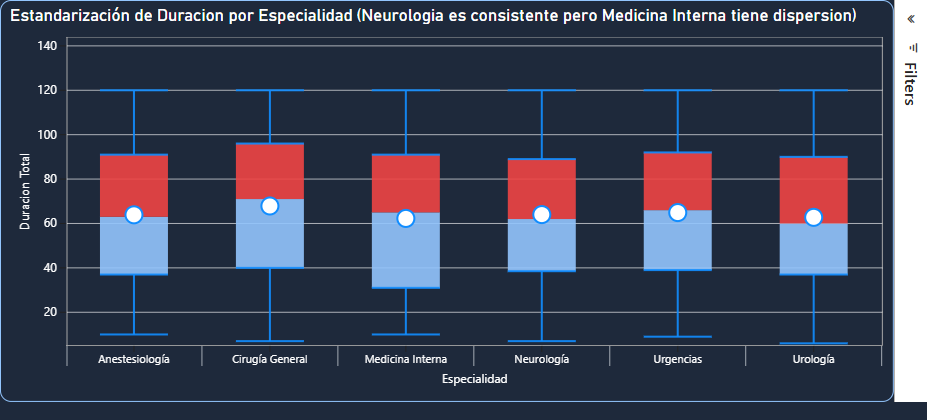 Estandarización de Duracion por Especialidad (Neurologia es consistente pero Medicina Interna tiene dispersion)
«
Filters
140
120
100
80
60
40
20
Duracion Total
Anestesiología Cirugía General Medicina Interna Neurología Urgencias Urología
Especialidad